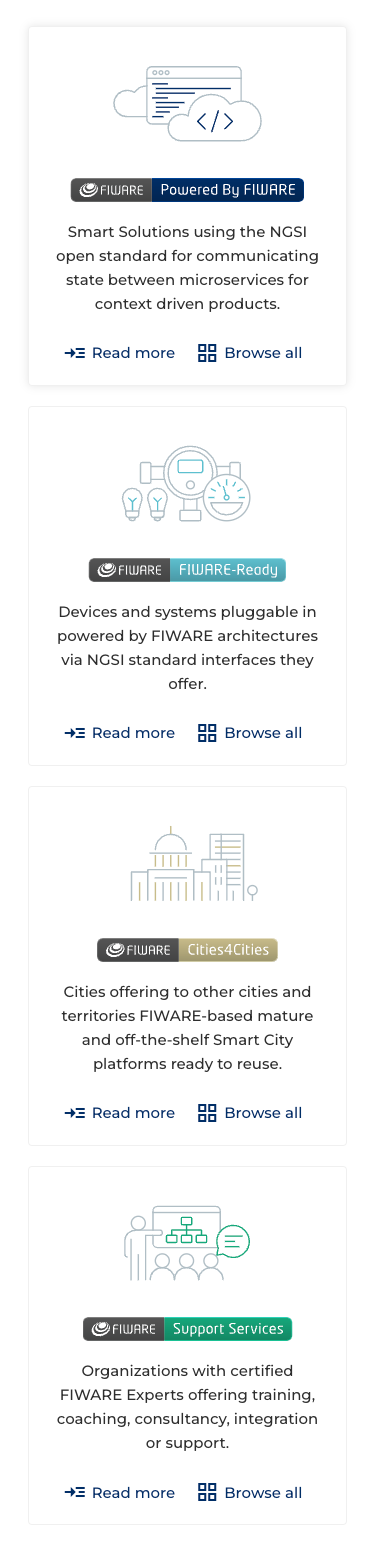 FIWARE Powered By FIWARE
Smart Solutions using the NGSI
open standard for communicating
state between microservices for
context driven products.
Read more Browse all
FIWARE FIWARE-Ready
Devices and systems pluggable in
powered by FIWARE architectures
via NGSI standard interfaces they
offer.
Read more Browse all
FIWARE Cities4Cities
Cities offering to other cities and
territories FIWARE-based mature
and off-the-shelf Smart City
platforms ready to reuse.
Read more Browse all
FIWARE Support Services
Organizations with certified
FIWARE Experts offering training,
coaching, consultancy, integration
or support.
Read more Browse all